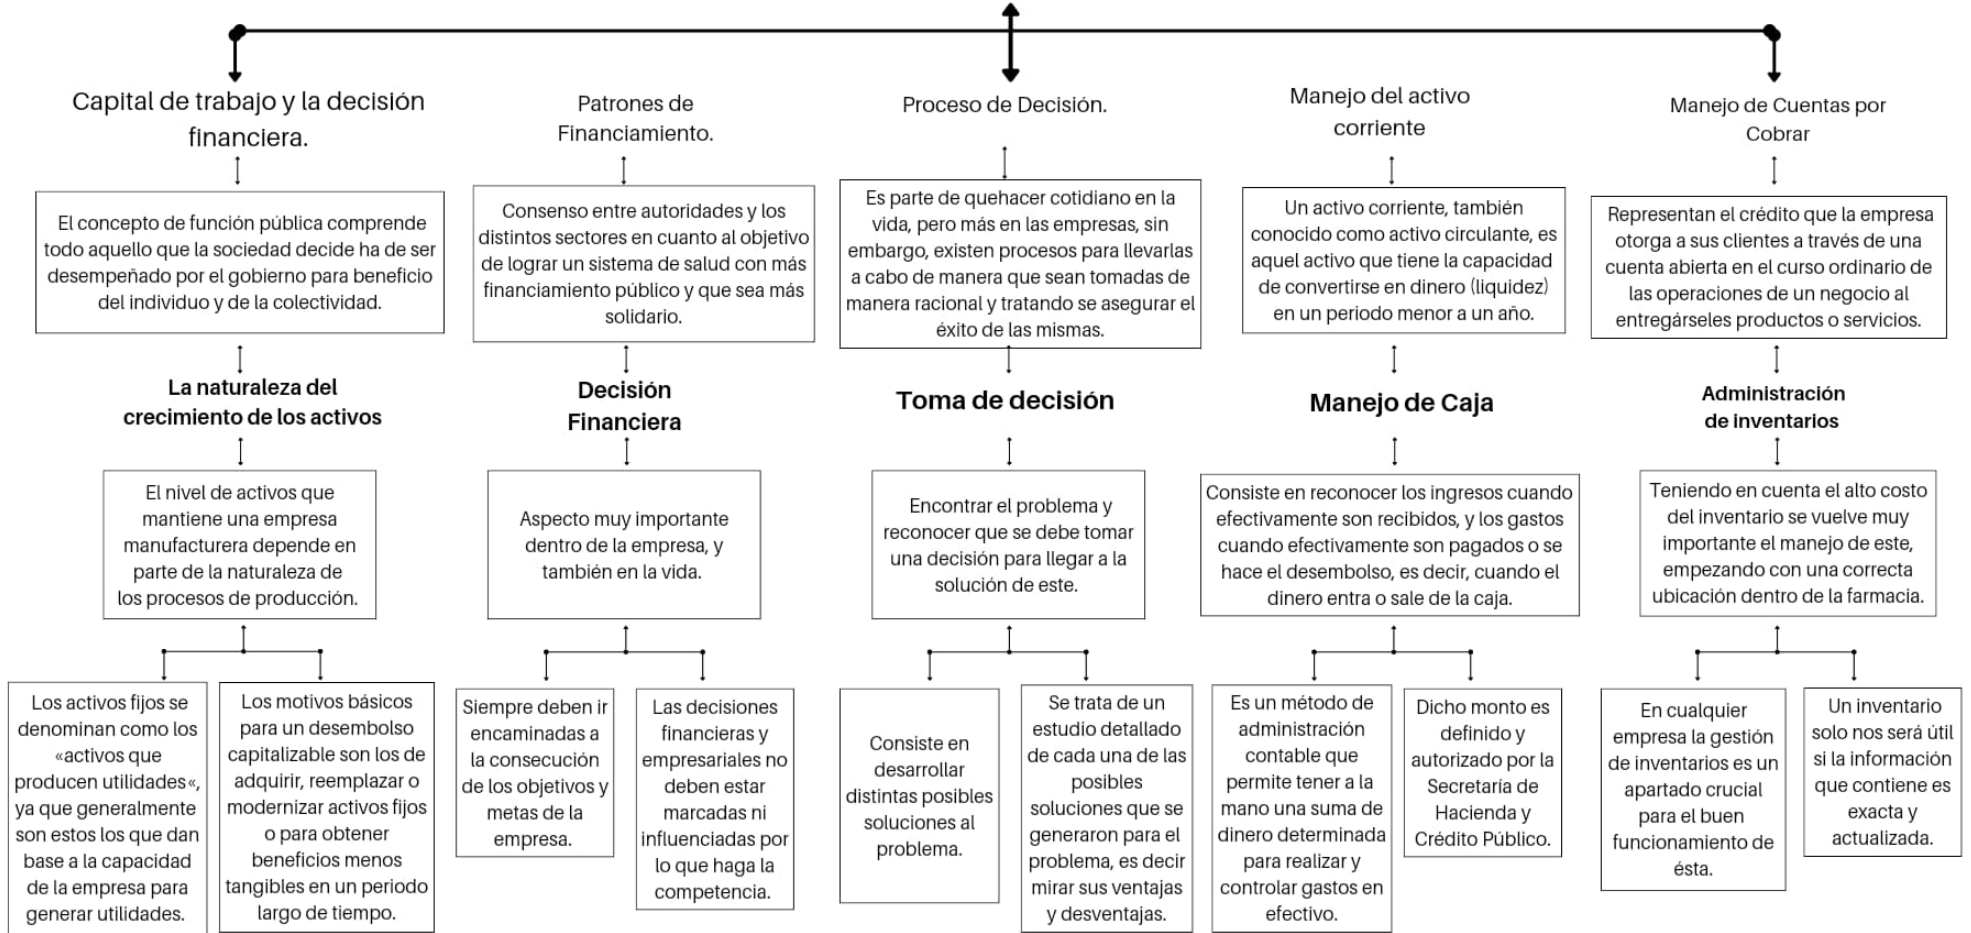 Capital de trabajo y la decisión
financiera.
Patrones de
Financiamiento.
Proceso de Decisión.
Manejo del activo
corriente
Manejo de Cuentas por
Cobrar
El concepto de función pública comprende
todo aquello que la sociedad decide ha de ser
desempeñado por el gobierno para beneficio
del individuo y de la colectividad.
Consenso entre autoridades y los
distintos sectores en cuanto al objetivo
de lograr un sistema de salud con más
financiamiento público y que sea más
solidario.
Es parte de quehacer cotidiano en la
vida, pero más en las empresas, sin
embargo, existen procesos para llevarlas
a cabo de manera que sean tomadas de
manera racional y tratando se asegurar el
éxito de las mismas.
Un activo corriente, también
conocido como activo circulante, es
aquel activo que tiene la capacidad
de convertirse en dinero (liquidez)
en un periodo menor a un año.
Representan el crédito que la empresa
otorga a sus clientes a través de una
cuenta abierta en el curso ordinario de
las operaciones de un negocio al
entregárseles productos o servicios.
La naturaleza del
crecimiento de los activos
Decisión
Financiera
Toma de decisión
Manejo de Caja
Administración
de inventarios
El nivel de activos que
mantiene una empresa
manufacturera depende en
parte de la naturaleza de
los procesos de producción.
Aspecto muy importante
dentro de la empresa, y
también en la vida.
Encontrar el problema y
reconocer que se debe tomar
una decisión para llegar a la
solución de este.
Consiste en reconocer los ingresos cuando
efectivamente son recibidos, y los gastos
cuando efectivamente son pagados o se
hace el desembolso, es decir, cuando el
dinero entra o sale de la caja.
Teniendo en cuenta el alto costo
del inventario se vuelve muy
importante el manejo de este,
empezando con una correcta
ubicación dentro de la farmacia.
Los activos fijos se
denominan como los
«activos que
producen utilidades«,
ya que generalmente
son estos los que dan
base a la capacidad
de la empresa para
generar utilidades.
Los motivos básicos
para un desembolso
capitalizable son los de
adquirir, reemplazar o
modernizar activos fijos
o para obtener
beneficios menos
tangibles en un periodo
largo de tiempo.
Siempre deben ir
encaminadas a
la consecución
de los objetivos y
metas de la
empresa.
Las decisiones
financieras y
empresariales no
deben estar
marcadas ni
influenciadas por
lo que haga la
competencia.
Consiste en
desarrollar
distintas posibles
soluciones al
problema.
Se trata de un
estudio detallado
de cada una de las
posibles
soluciones que se
generaron para el
problema, es decir
mirar sus ventajas
y desventajas.
Es un método de
administración
contable que
permite tener a la
mano una suma de
dinero determinada
para realizar y
controlar gastos en
efectivo.
Dicho monto es
definido y
autorizado por la
Secretaría de
Hacienda y
Crédito Público.
En cualquier
empresa la gestión
de inventarios es un
apartado crucial
para el buen
funcionamiento de
ésta.
Un inventario
solo nos será útil
si la información
que contiene es
exacta y
actualizada.